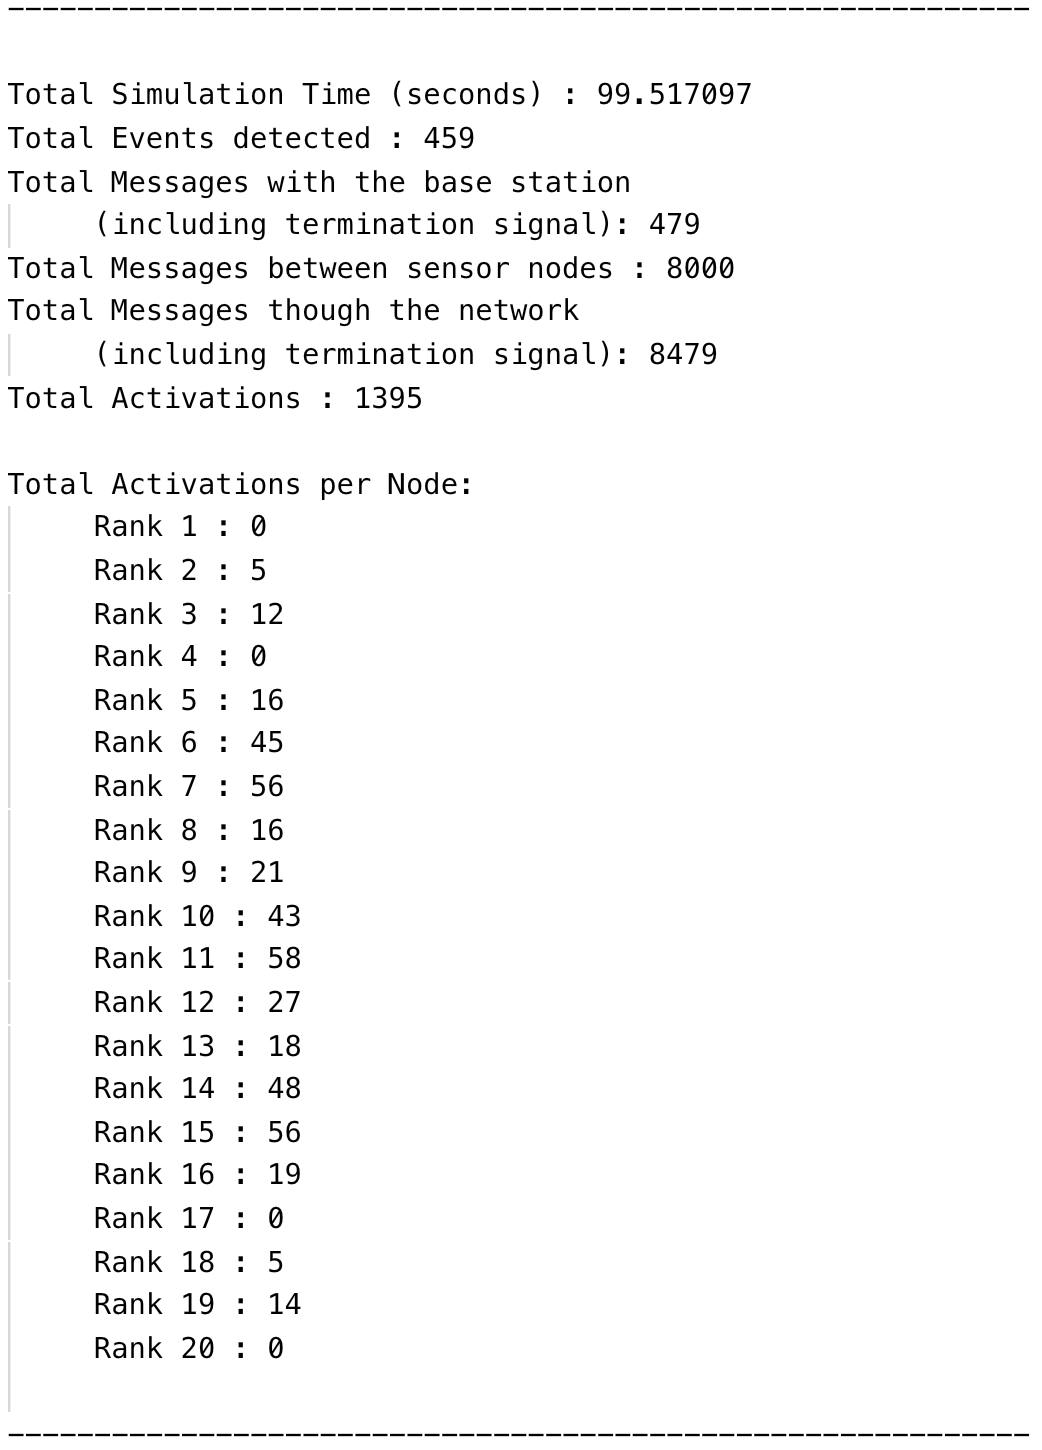 ------------------------------------------------------------
Total Simulation Time (seconds) : 99.517097
Total Events detected : 459
Total Messages with the base station
     (including termination signal): 479
Total Messages between sensor nodes : 8000
Total Messages though the network
     (including termination signal): 8479
Total Activations : 1395
Total Activations per Node:
     Rank 1 : 0
     Rank 2 : 5
     Rank 3 : 12
     Rank 4 : 0
     Rank 5 : 16
     Rank 6 : 45
     Rank 7 : 56
     Rank 8 : 16
     Rank 9 : 21
     Rank 10 : 43
     Rank 11 : 58
     Rank 12 : 27
     Rank 13 : 18
     Rank 14 : 48
     Rank 15 : 56
     Rank 16 : 19
     Rank 17 : 0
     Rank 18 : 5
     Rank 19 : 14
     Rank 20 : 0
------------------------------------------------------------